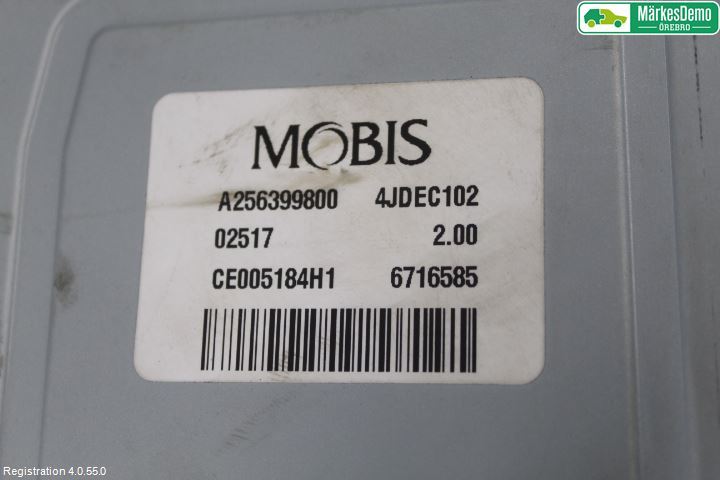 MärkesDemo
ÖREBRO
MOBIS
A256399800 4JDEC102
02517 2.00
CE005184H1 6716585
Registration 4.0.55.0